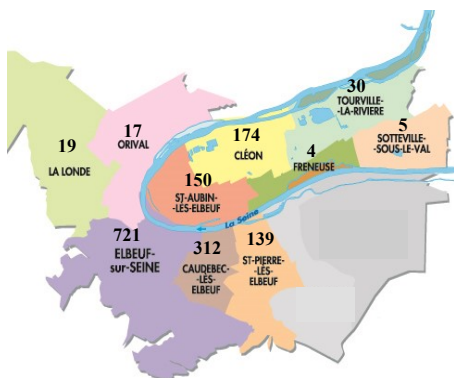 30
TOURVILLE-
-LA-RIVIERE
5
SOTTEVILLE-
-SOUS-LE-VAL
174
CLÉON
4
FRENEUSE
17
ORIVAL
19
LA LONDE
150
ST-AUBIN-
-LÈS-ELBEUF
La Seine
721
ELBEUF-
sur-SEINE
312
CAUDEBEC-
-LÈS-
ELBEUF
139
ST-PIERRE-
-LÈS-
ELBEUF